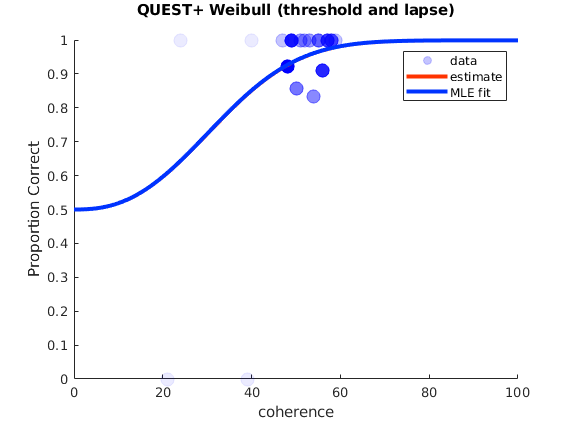 QUEST+ Weibull (threshold and lapse)
1
0.9
0.8
0.7
0.6
0.5
0.4
0.3
0.2
0.1
0
Proportion Correct
data
estimate
MLE fit
0 20 40 60 80 100
coherence